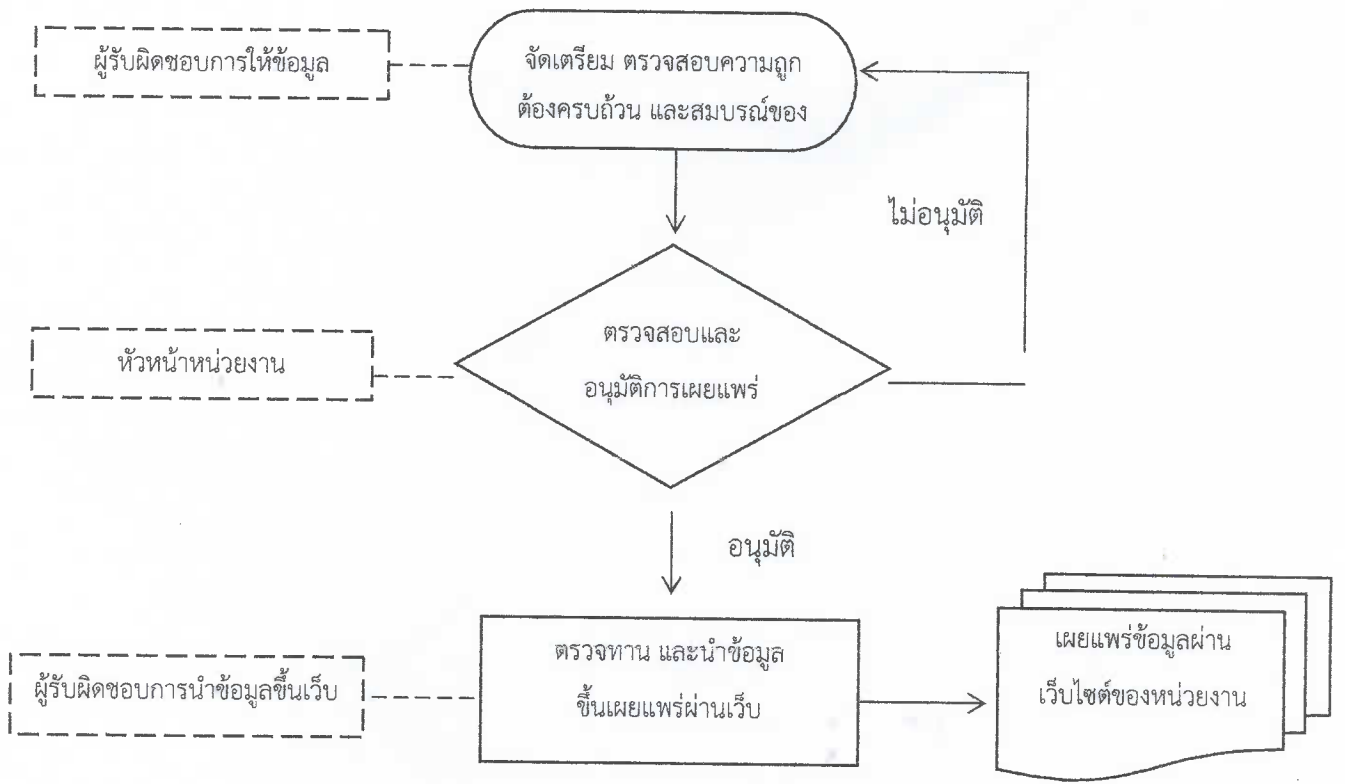 ผู้รับผิดชอบการให้ข้อมูล
จัดเตรียม ตรวจสอบความถูก
ต้องครบถ้วน และสมบรณ์ของ
ไม่อนุมัติ
หัวหน้าหน่วยงาน
ตรวจสอบและ
อนุมัติการเผยแพร่
อนุมัติ
ผู้รับผิดชอบการนำข้อมูลขึ้นเว็บ
ตรวจทาน และนำข้อมูล
ขึ้นเผยแพร่ผ่านเว็บ
เผยแพร่ข้อมูลผ่าน
เว็บไซต์ของหน่วยงาน